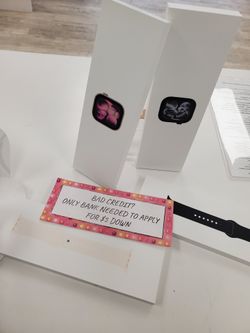 BAD CREDIT?
ONLY BANK NEEDED TO APPLY
FOR $5 DOWN